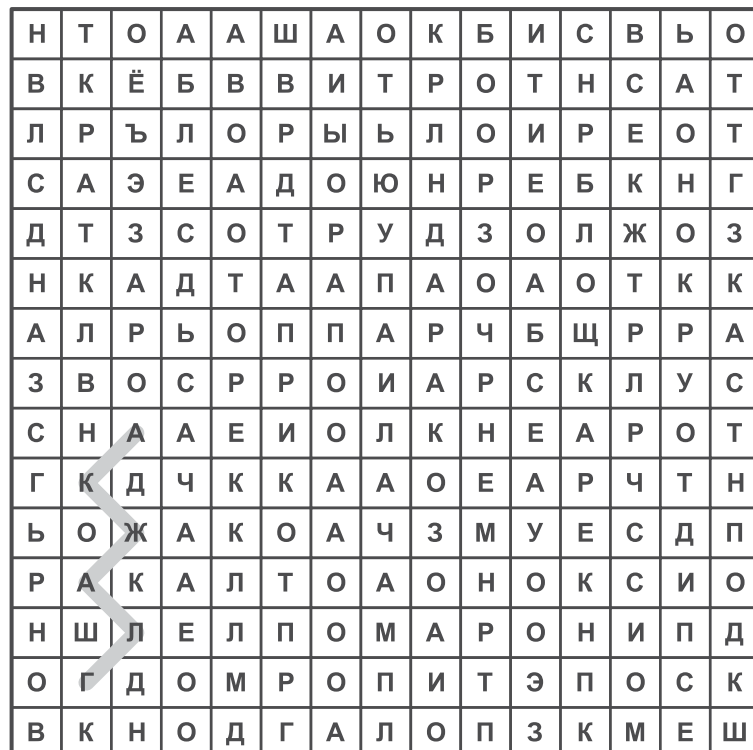 Н Т О А А Ш А О К Б И С В Ь О
В К Ё Б В В И Т Р О Т Н С А Т
Л Р Ъ Л О Р Ы Ь Л О И Р Е О Т
С А Э Е А Д О Ю Н Р Е Б К Н Г
Д Т З С О Т Р У Д З О Л Ж О З
Н К А Д Т А А П А О А О Т К К
А Л Р Ь О П П А Р Ч Б Щ Р Р А
З В О С Р Р О И А Р С К Л У С
С Н А А Е И О Л К Н Е А Р О Т
Г К Д Ч К К А А О Е А Р Ч Т Н
Ь О Ж А К О А Ч З М У Е С Д П
Р А К А Л Т О А О Н О К С И О
Н Ш Л Е Л П О М А Р О Н И П Д
О Г Д О М Р О П И Т Э П О С К
В К Н О Д Г А Л О П З К М Е Ш